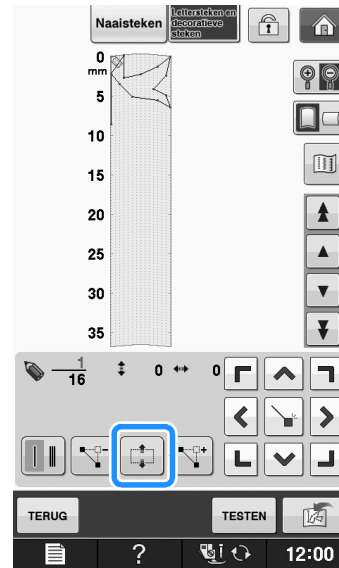 Naaisteken
Lettersteken en
decoratieve
steken
0
mm
5
10
15
20
25
30
35
1
16
0
0
TERUG
TESTEN
?
12:00